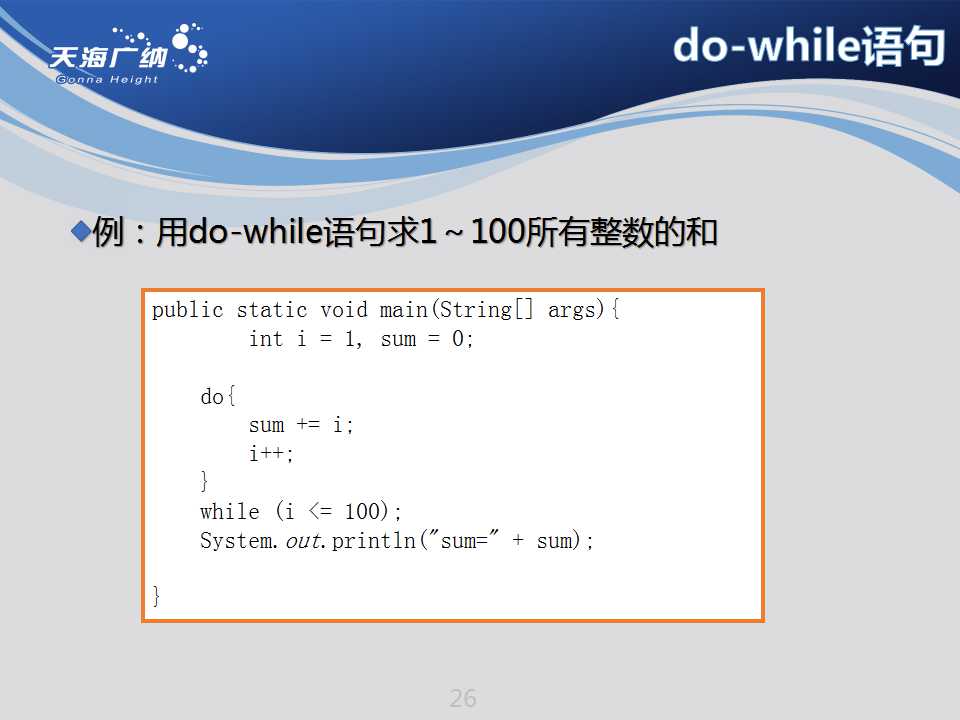 天海广纳
Gonna Height
do-while语句
例：用do-while语句求1～100所有整数的和
public static void main(String[] args){
        int i = 1, sum = 0;

    do{
        sum += i;
        i++;
    }
    while (i <= 100);
    System.out.println("sum=" + sum);

}
26